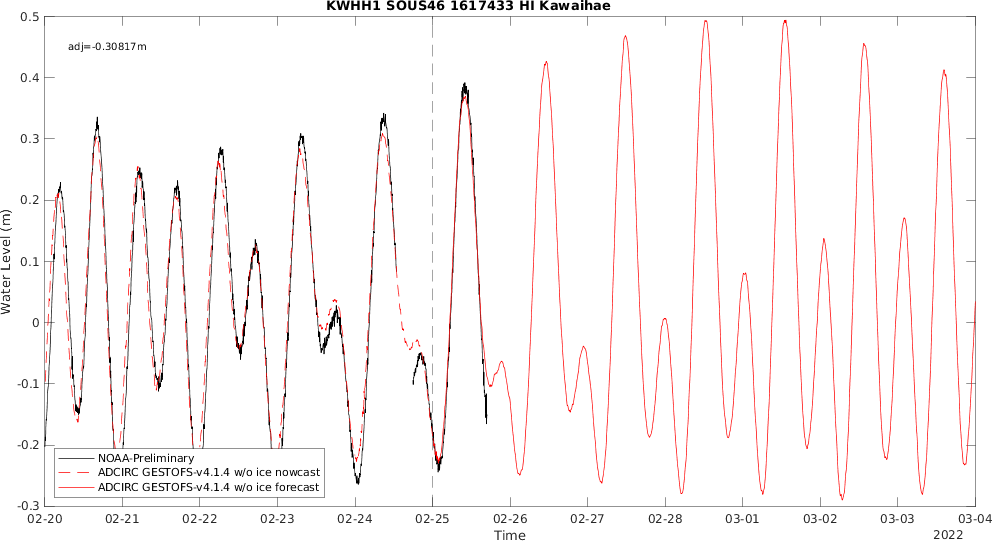 KWHH1 SOUS46 1617433 HI Kawaihae
adj=-0.30817m
Water Level (m)
0.5
0.4
0.3
0.2
0.1
0
-0.1
-0.2
-0.3
NOAA-Preliminary
ADCIRC GESTOFS-v4.1.4 w/o ice nowcast
ADCIRC GESTOFS-v4.1.4 w/o ice forecast
02-20 02-21 02-22 02-23 02-24 02-25 02-26 02-27 02-28 03-01 03-02 03-03 03-04
Time
2022